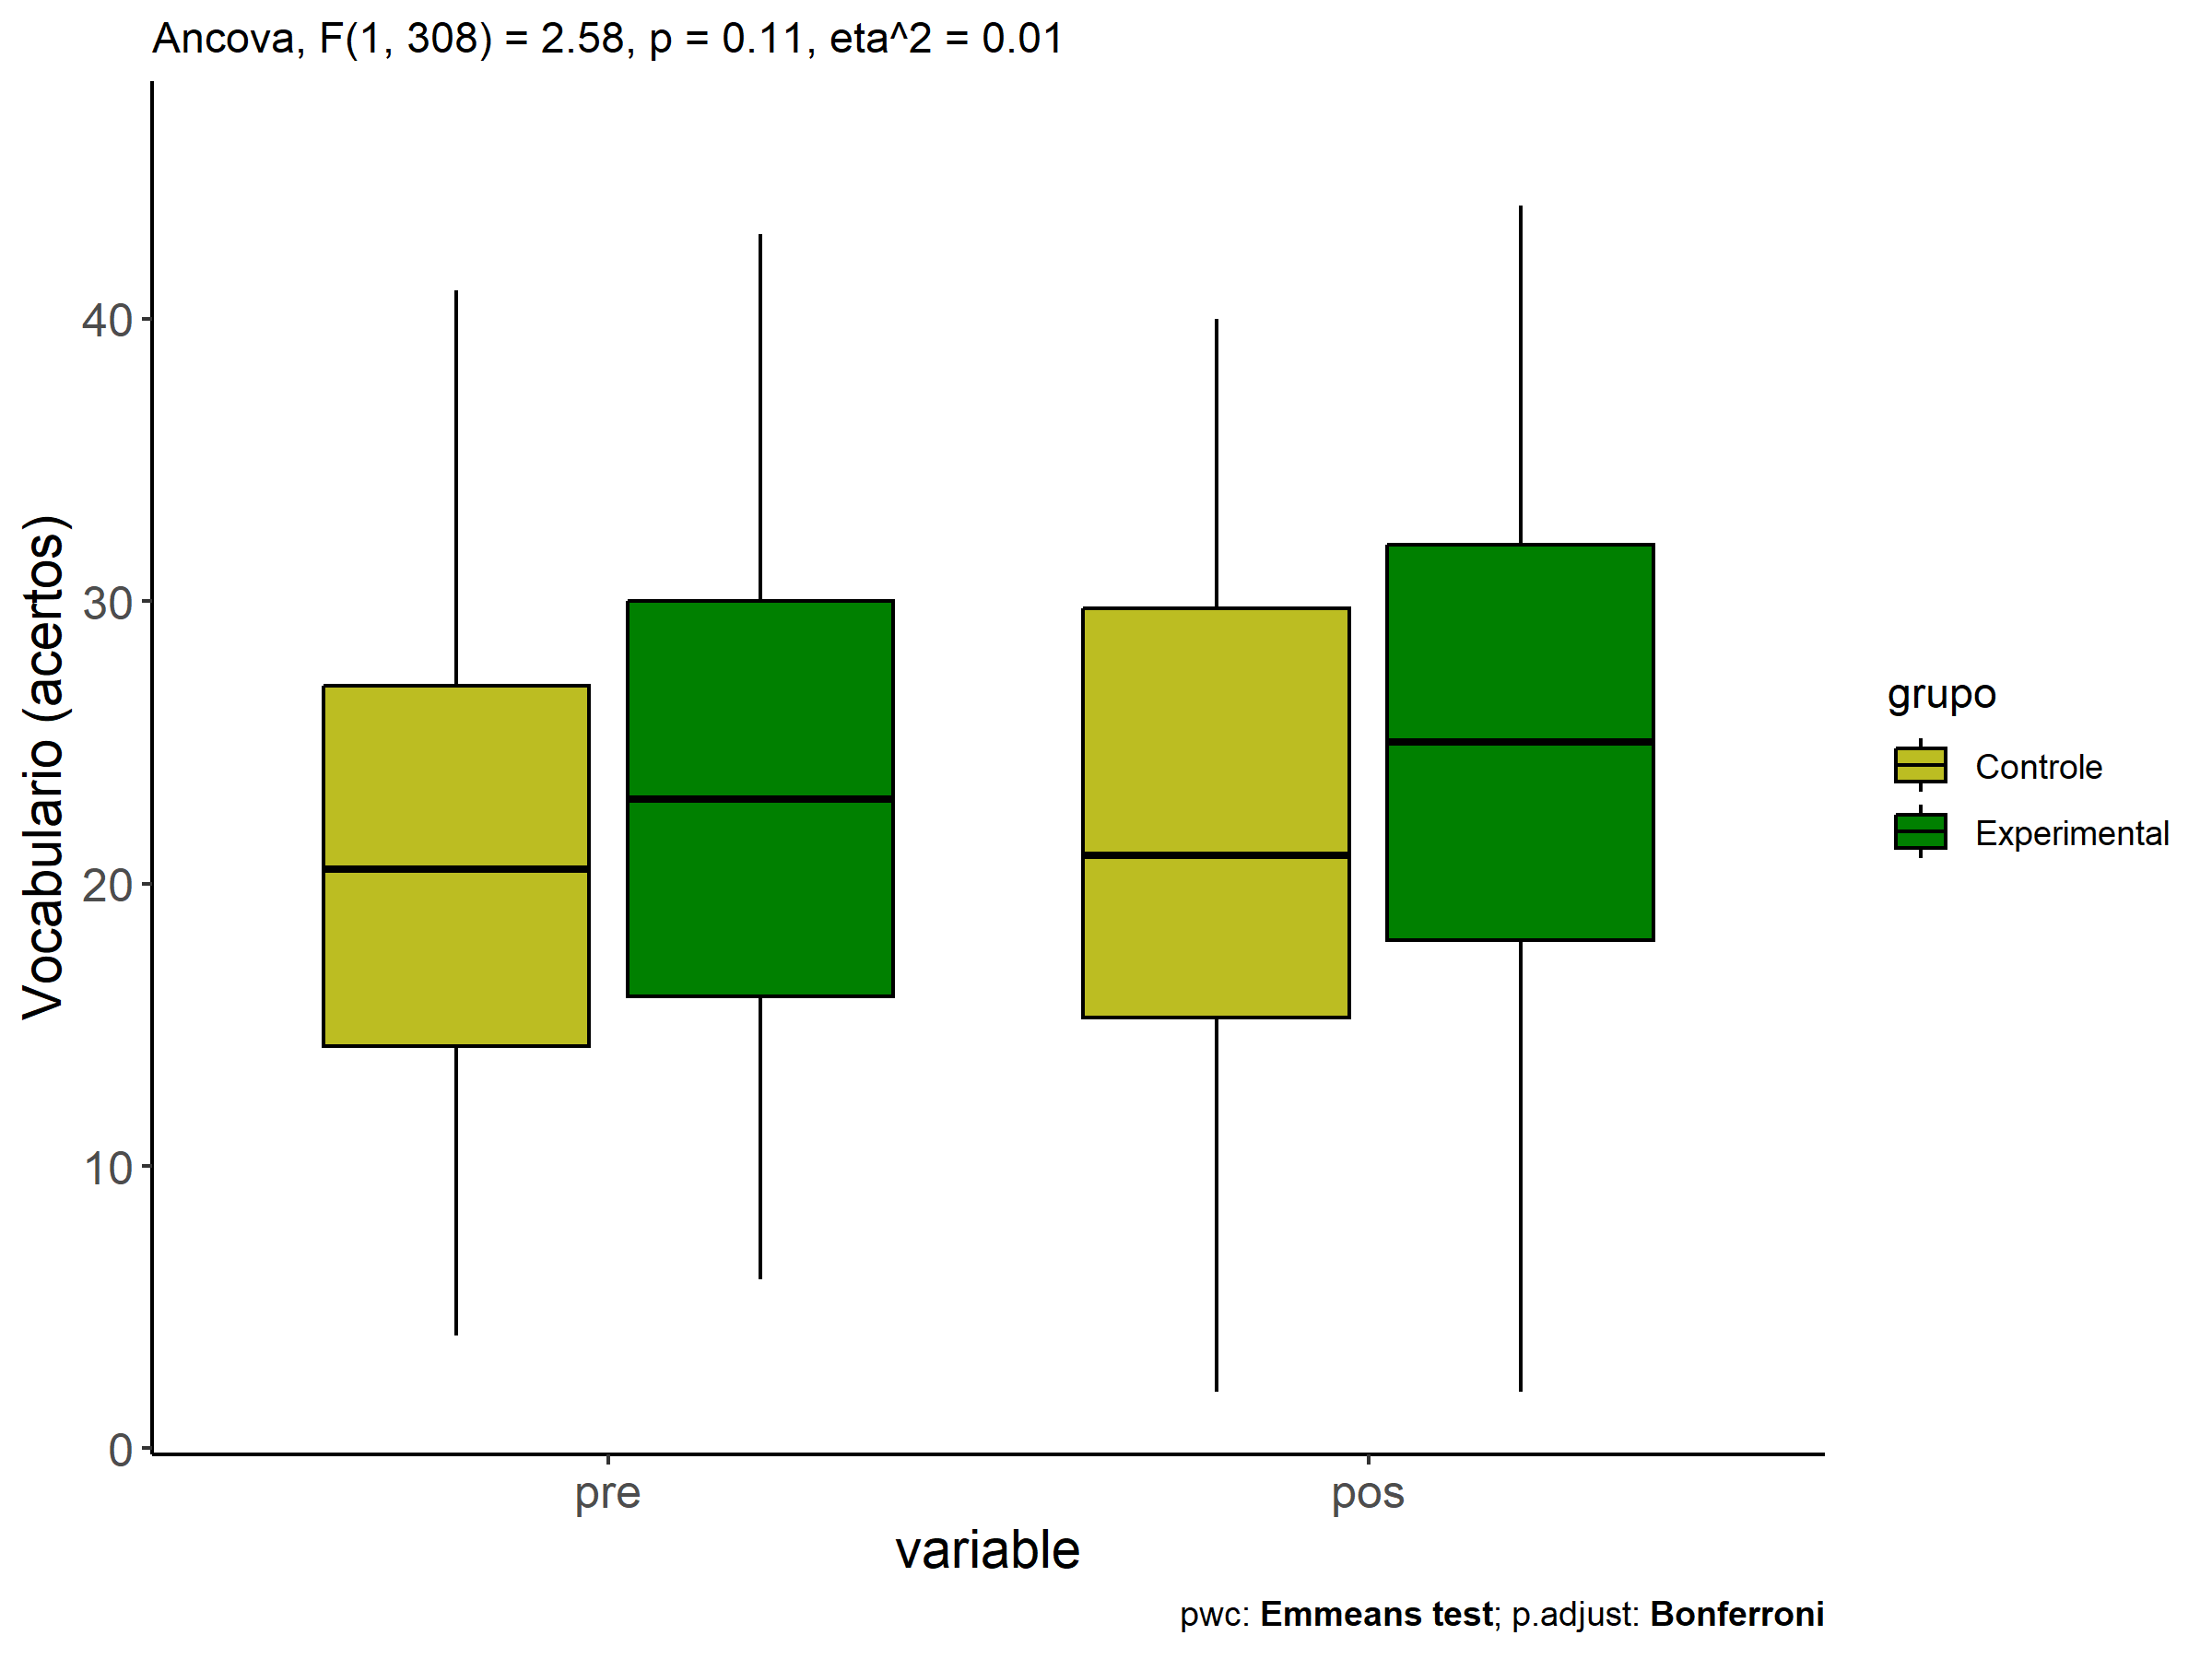 Ancova, F(1, 308) = 2.58, p = 0.11, eta^2 = 0.01
Vocabulario (acertos)
40
30
20
10
0
pre
pos
variable
grupo
Controle
Experimental
pwc: Emmeans test; p.adjust: Bonferroni